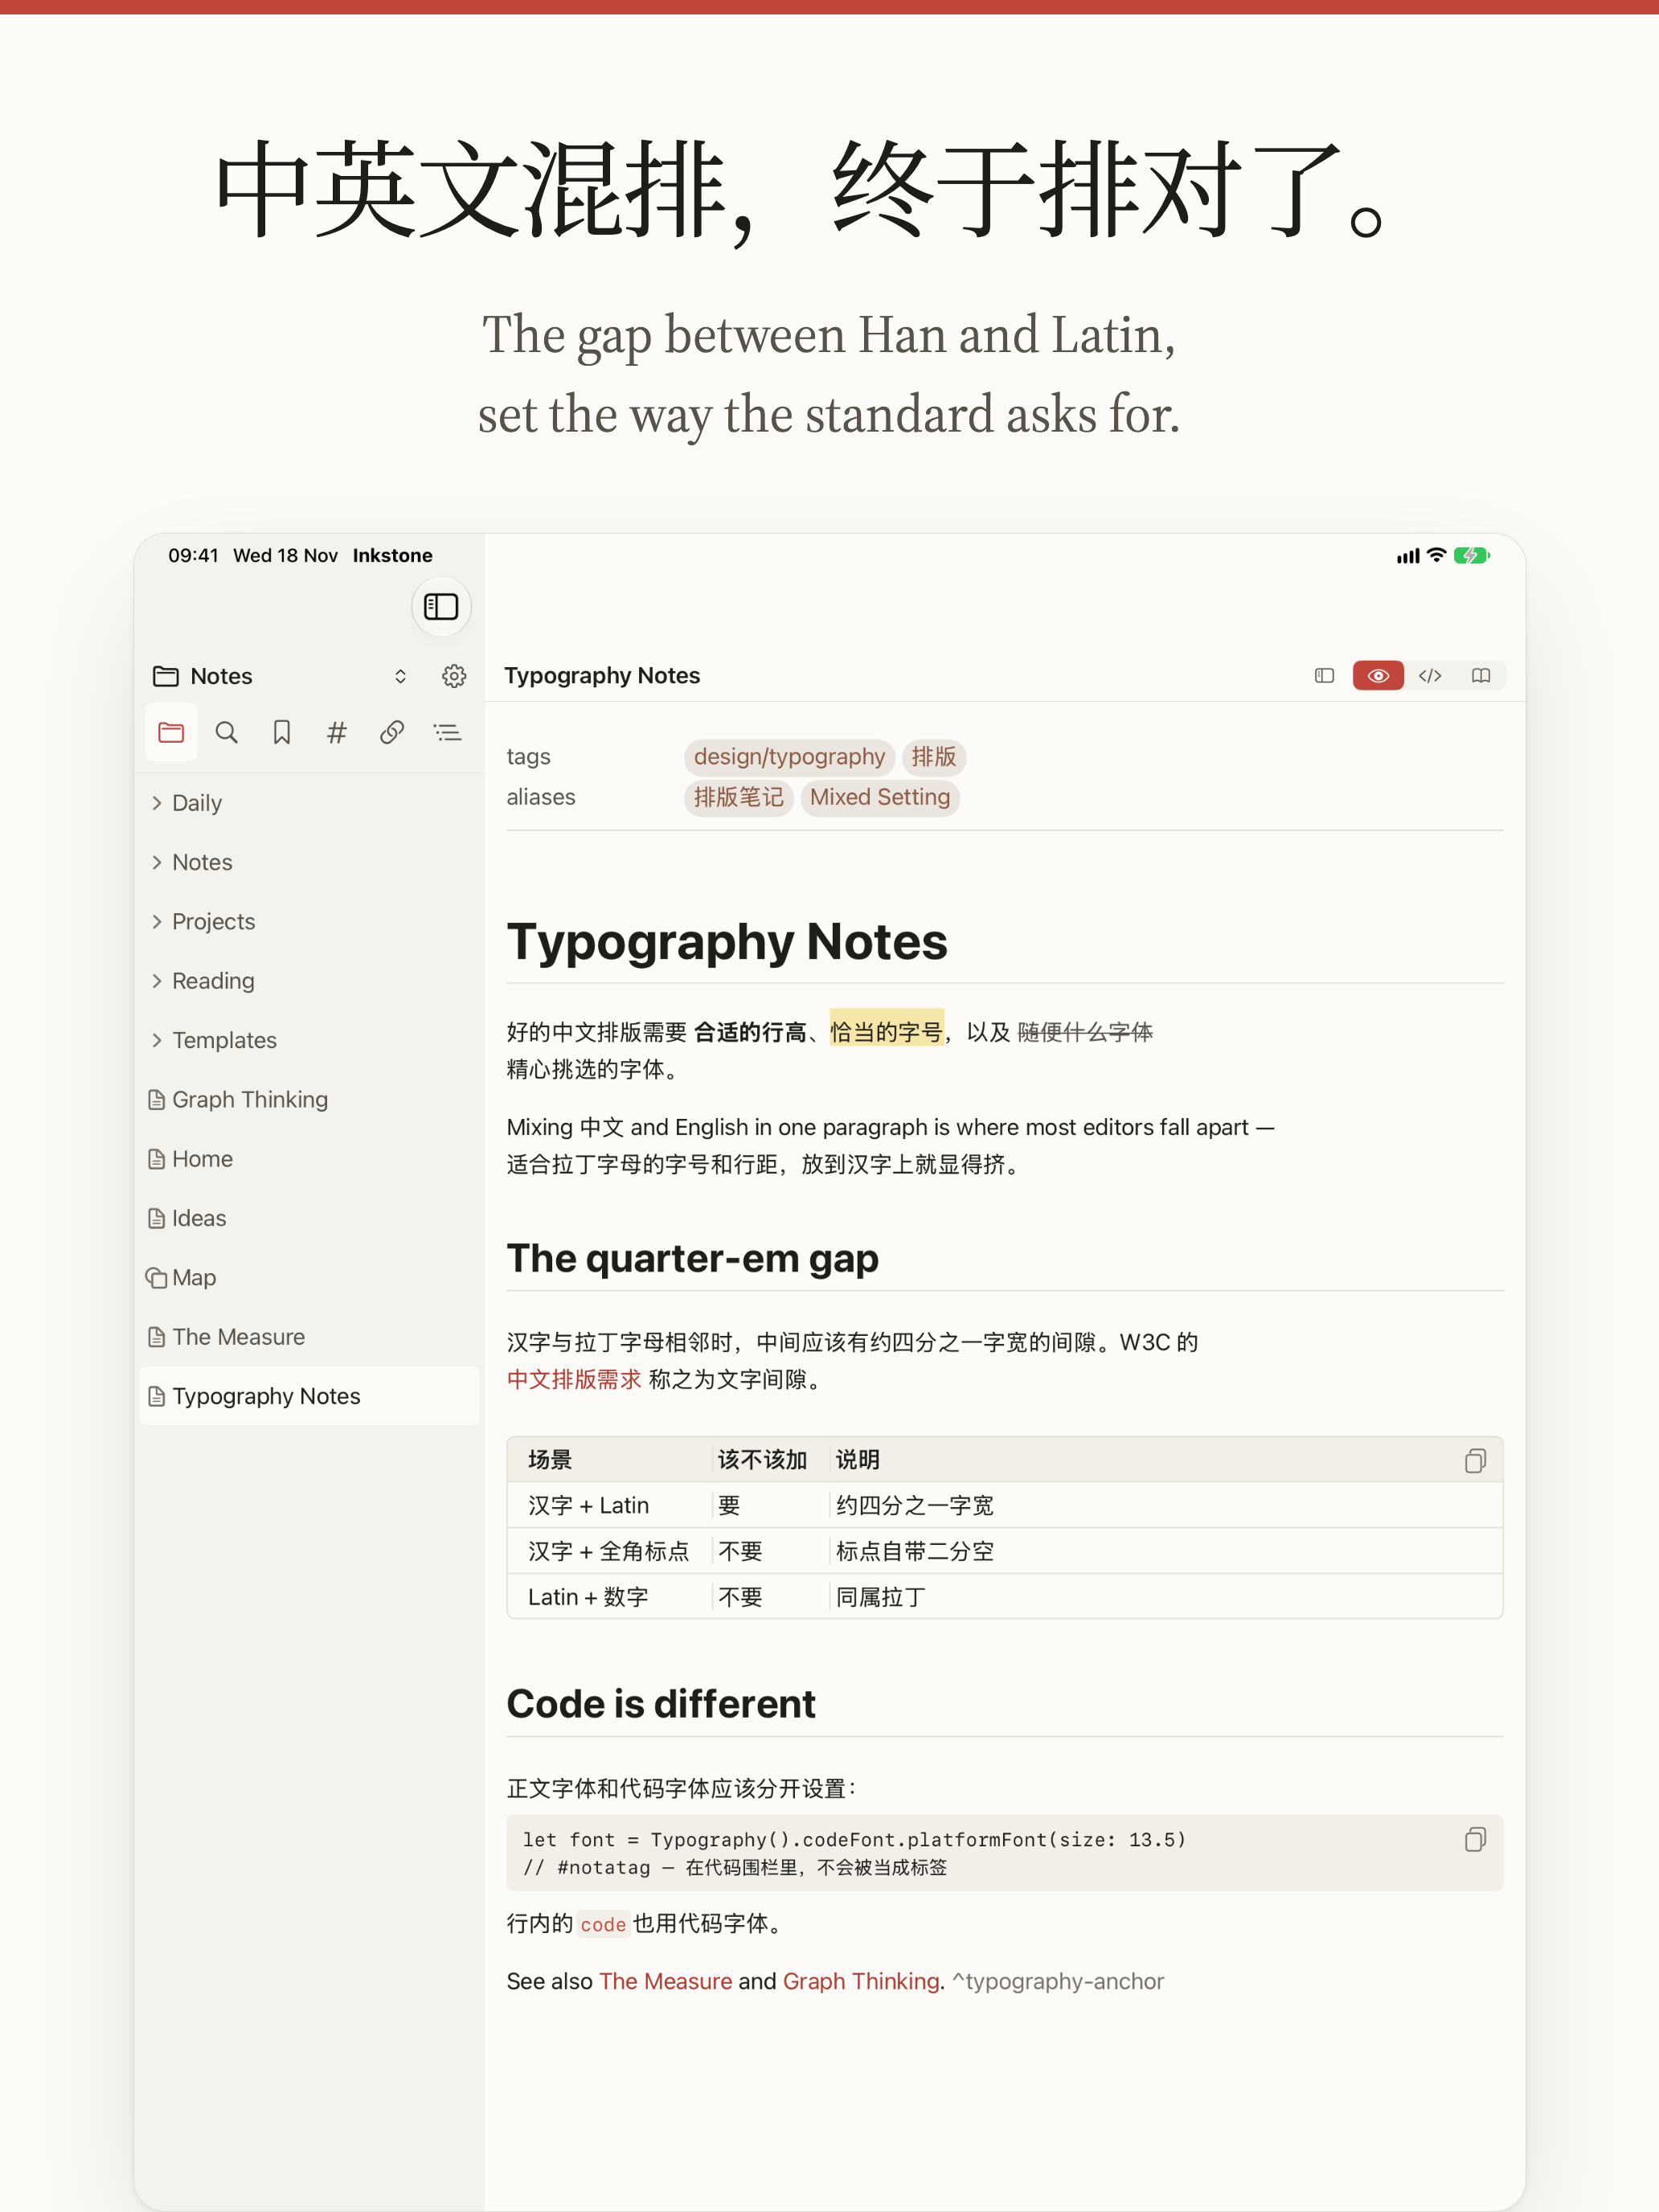 中英文混排，终于排对了。
The gap between Han and Latin,
set the way the standard asks for.
09:41 Wed 18 Nov Inkstone
Notes
Daily
Notes
Projects
Reading
Templates
Graph Thinking
Home
Ideas
Map
The Measure
Typography Notes
Typography Notes
tags design/typography 排版
aliases 排版笔记 Mixed Setting
Typography Notes
好的中文排版需要 合适的行高、恰当的字号，以及 随便什么字体
精心挑选的字体。
Mixing 中文 and English in one paragraph is where most editors fall apart —
适合拉丁字母的字号和行距，放到汉字上就显得挤。
The quarter-em gap
汉字与拉丁字母相邻时，中间应该有约四分之一字宽的间隙。W3C 的
中文排版需求 称之为文字间隙。
场景 该不该加 说明
汉字 + Latin 要 约四分之一字宽
汉字 + 全角标点 不要 标点自带二分空
Latin + 数字 不要 同属拉丁
Code is different
正文字体和代码字体应该分开设置：
let font = Typography().codeFont.platformFont(size: 13.5)
// #notatag — 在代码围栏里，不会被当成标签
行内的 code 也用代码字体。
See also The Measure and Graph Thinking. ^typography-anchor